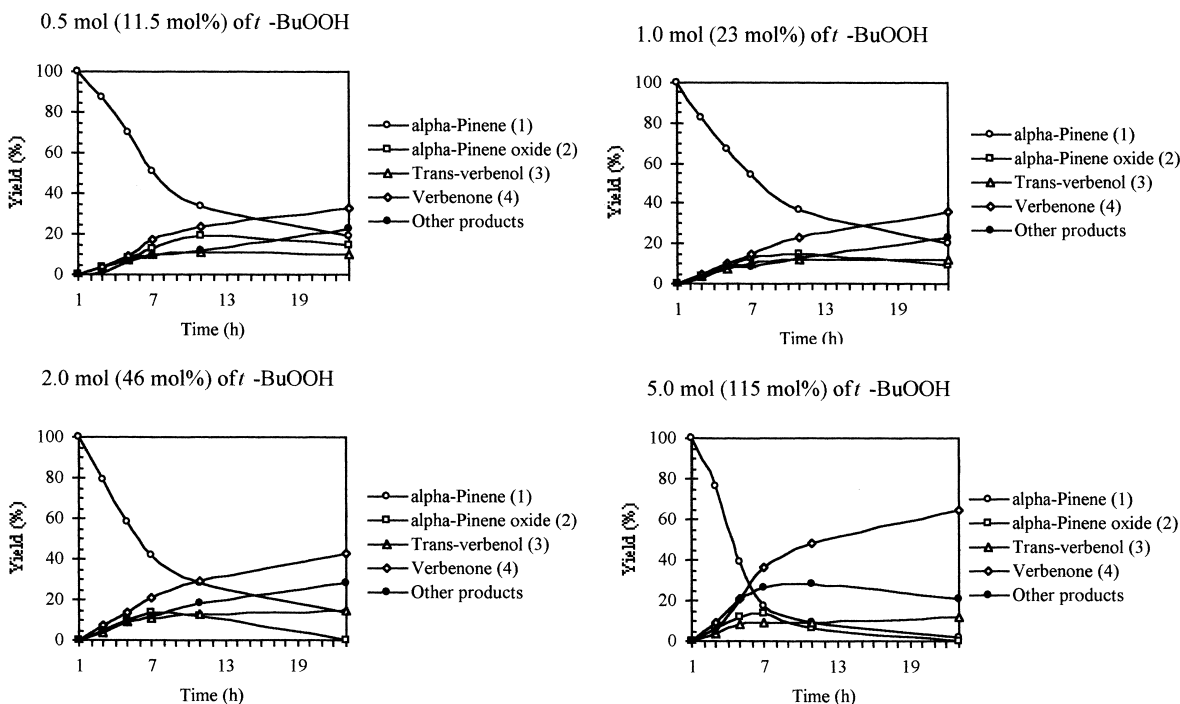 0.5 mol (11.5 mol%) of t -BuOOH
100
80
60
40
20
0
Yield (%)
1 7 13 19
Time (h)
alpha-Pinene (1)
alpha-Pinene oxide (2)
Trans-verbenol (3)
Verbenone (4)
Other products
1.0 mol (23 mol%) of t -BuOOH
100
80
60
40
20
0
Yield (%)
1 7 13 19
Time (h)
alpha-Pinene (1)
alpha-Pinene oxide (2)
Trans-verbenol (3)
Verbenone (4)
Other products
2.0 mol (46 mol%) of t -BuOOH
100
80
60
40
20
0
Yield (%)
1 7 13 19
Time (h)
alpha-Pinene (1)
alpha-Pinene oxide (2)
Trans-verbenol (3)
Verbenone (4)
Other products
5.0 mol (115 mol%) of t -BuOOH
100
80
60
40
20
0
Yield (%)
1 7 13 19
Time (h)
alpha-Pinene (1)
alpha-Pinene oxide (2)
Trans-verbenol (3)
Verbenone (4)
Other products